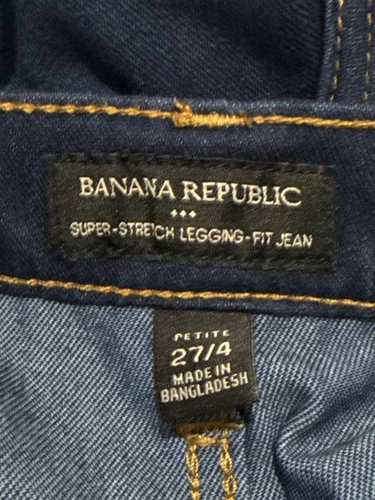 BANANA REPUBLIC
SUPER-STRETCH LEGGING-FIT JEAN
PETITE
27/4
MADE IN
BANGLADESH